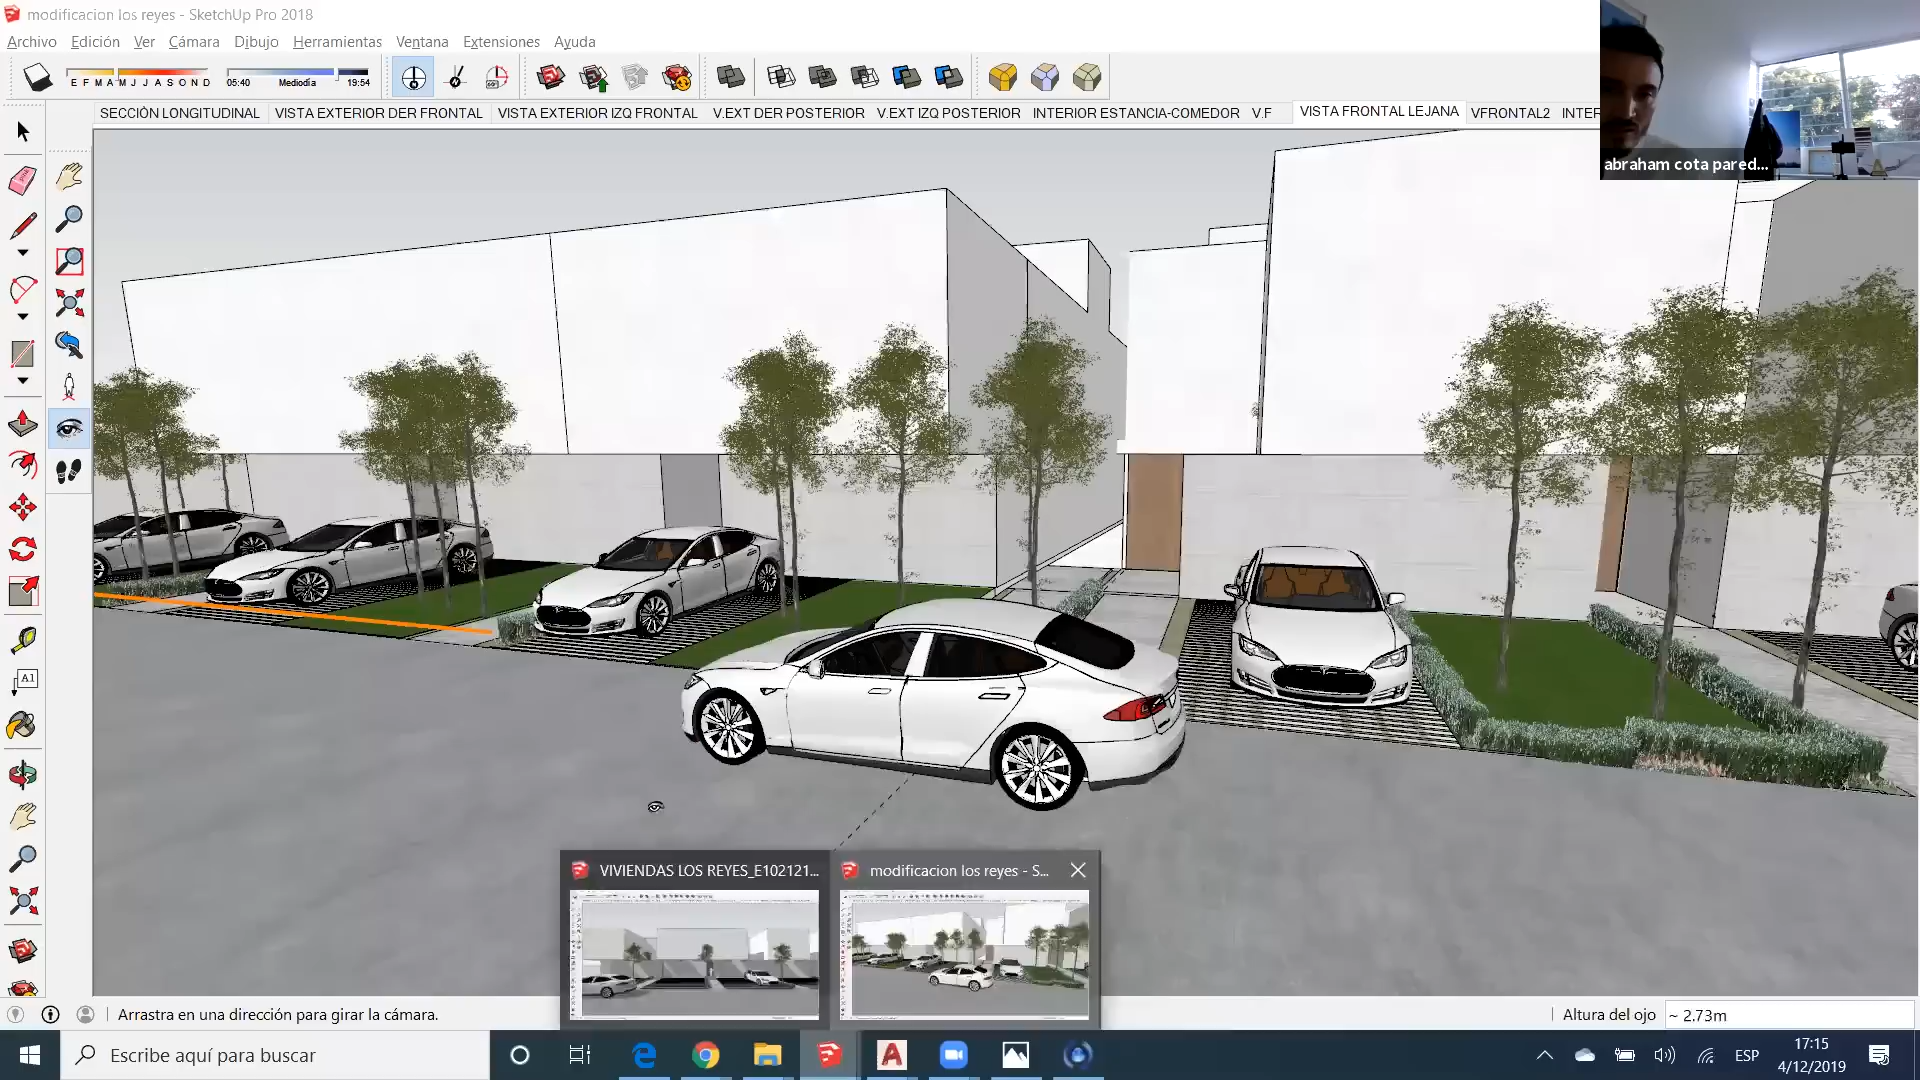 modificacion los reyes - SketchUp Pro 2018
Archivo Edición Ver Cámara Dibujo Herramientas Ventana Extensiones Ayuda
E F M A M J J A S O N D 05:40 Mediodía 19:54
SECCIÓN LONGITUDINAL VISTA EXTERIOR DER FRONTAL VISTA EXTERIOR IZQ FRONTAL V.EXT DER POSTERIOR V.EXT IZQ POSTERIOR INTERIOR ESTANCIA-COMEDOR V.F VISTA FRONTAL LEJANA VFRONTAL2 INTER
abraham cota pared...
A1
VIVIENDAS LOS REYES_E102121... modificacion los reyes - S...
Arrastra en una dirección para girar la cámara. Altura del ojo ~ 2.73m
Escribe aquí para buscar ESP 17:15
4/12/2019